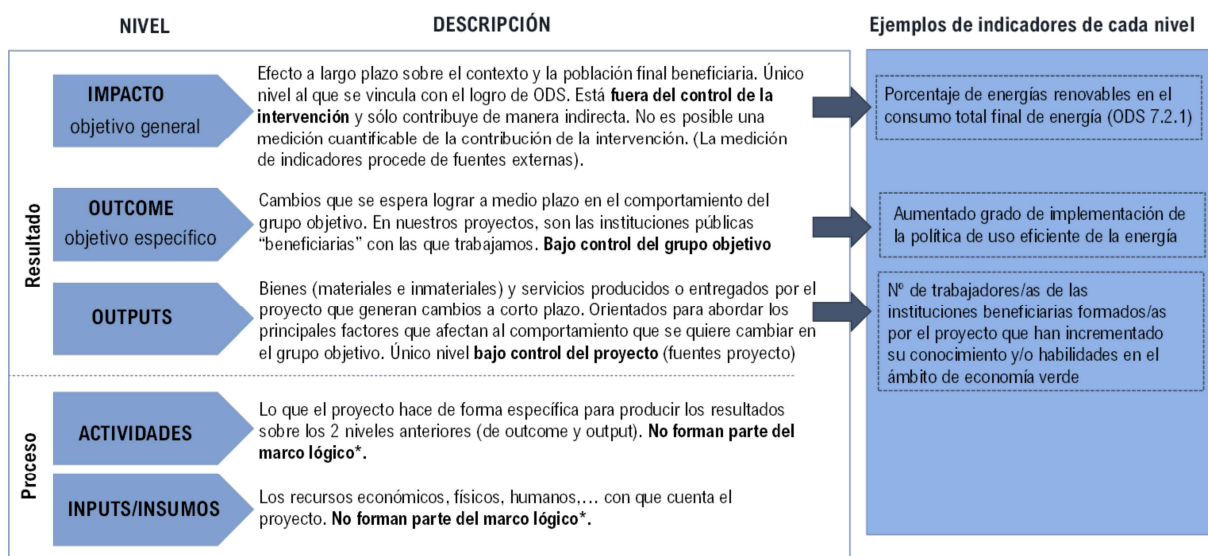 NIVEL
DESCRIPCIÓN
Ejemplos de indicadores de cada nivel
Resultado
IMPACTO
objetivo general
Efecto a largo plazo sobre el contexto y la población final beneficiaria. Único
nivel al que se vincula con el logro de ODS. Está fuera del control de la
intervención y sólo contribuye de manera indirecta. No es posible una
medición cuantificable de la contribución de la intervención. (La medición
de indicadores procede de fuentes externas).
Porcentaje de energías renovables en el
consumo total final de energía (ODS 7.2.1)
OUTCOME
objetivo específico
Cambios que se espera lograr a medio plazo en el comportamiento del
grupo objetivo. En nuestros proyectos, son las instituciones públicas
“beneficiarias” con las que trabajamos. Bajo control del grupo objetivo
Aumentado grado de implementación de
la política de uso eficiente de la energía
OUTPUTS
Bienes (materiales e inmateriales) y servicios producidos o entregados por el
proyecto que generan cambios a corto plazo. Orientados para abordar los
principales factores que afectan al comportamiento que se quiere cambiar en
el grupo objetivo. Único nivel bajo control del proyecto (fuentes proyecto)
Nº de trabajadores/as de las
instituciones beneficiarias formados/as
por el proyecto que han incrementado
su conocimiento y/o habilidades en el
ámbito de economía verde
Proceso
ACTIVIDADES
Lo que el proyecto hace de forma específica para producir los resultados
sobre los 2 niveles anteriores (de outcome y output). No forman parte del
marco lógico*.
INPUTS/INSUMOS
Los recursos económicos, físicos, humanos,... con que cuenta el
proyecto. No forman parte del marco lógico*.